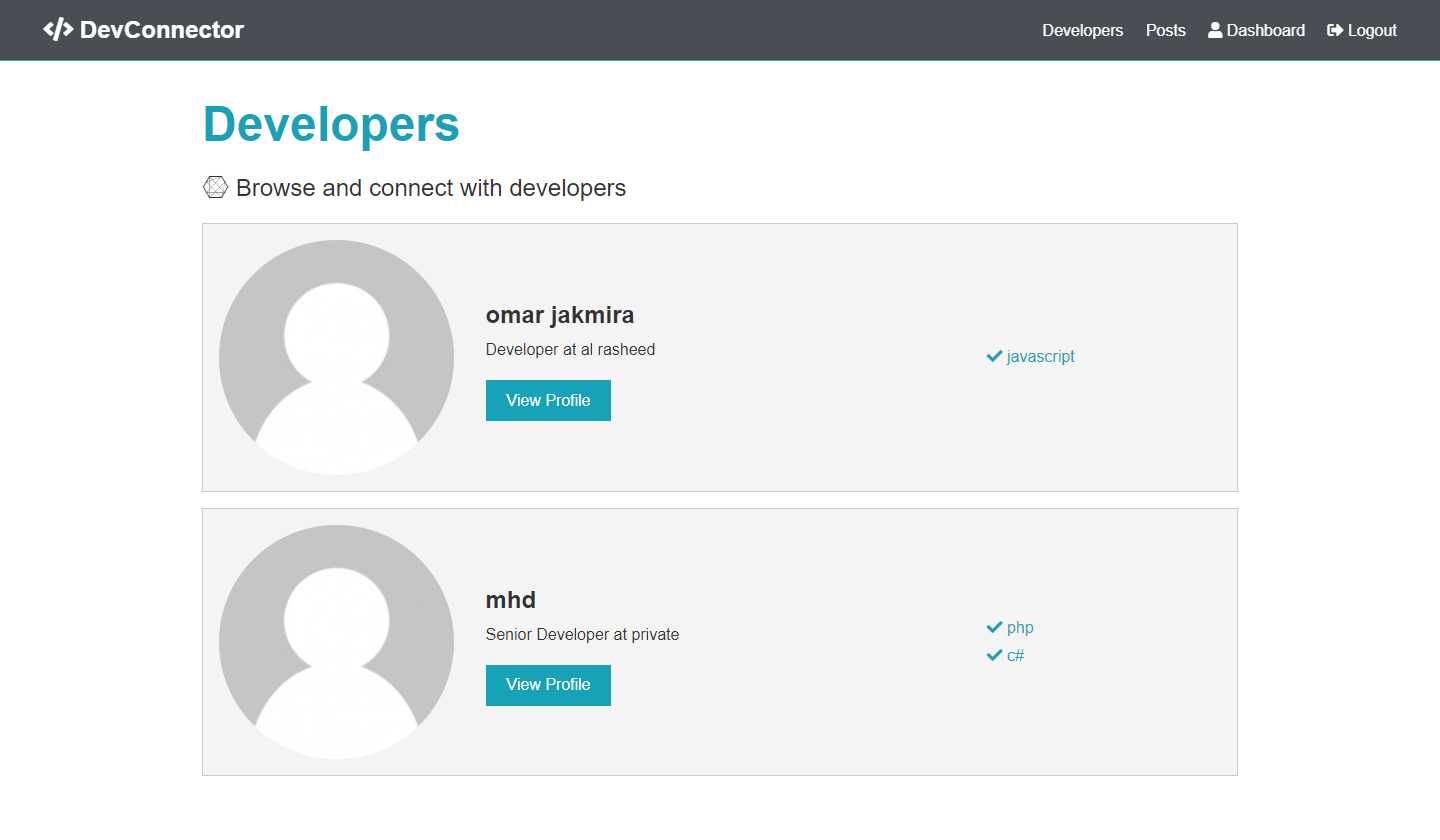 DevConnector
Developers
Posts
Dashboard
Logout
Developers
Browse and connect with developers
omar jakmira
Developer at al rasheed
View Profile
javascript
mhd
Senior Developer at private
View Profile
php
c#